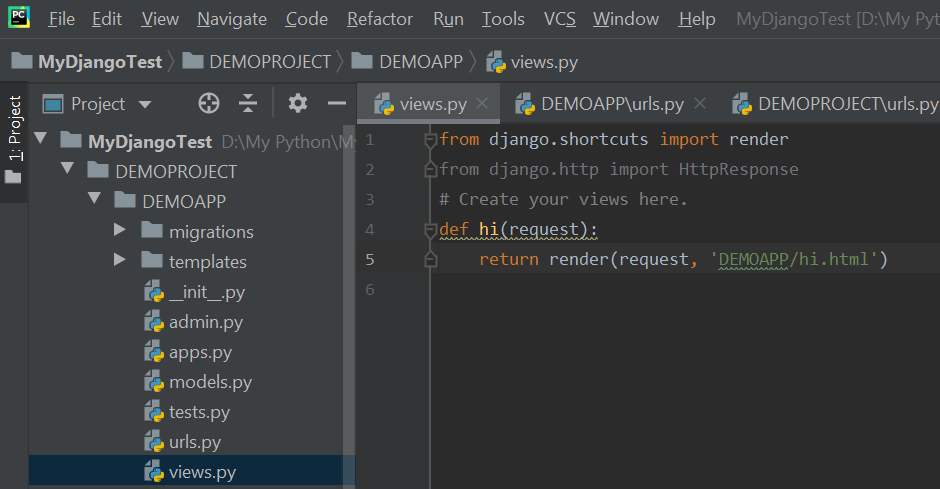 PC File Edit View Navigate Code Refactor Run Tools VCS Window Help MyDjangoTest [D:\My Pyt
MyDjangoTest DEMOPROJECT DEMOAPP views.py
1: Project
Project
views.py DEMOAPP\urls.py DEMOPROJECT\urls.py
MyDjangoTest D:\My Python\My
DEMOPROJECT
DEMOAPP
migrations
templates
__init__.py
admin.py
apps.py
models.py
tests.py
urls.py
views.py
1 from django.shortcuts import render
2 from django.http import HttpResponse
3 # Create your views here.
4 def hi(request):
5 return render(request, 'DEMOAPP/hi.html')
6